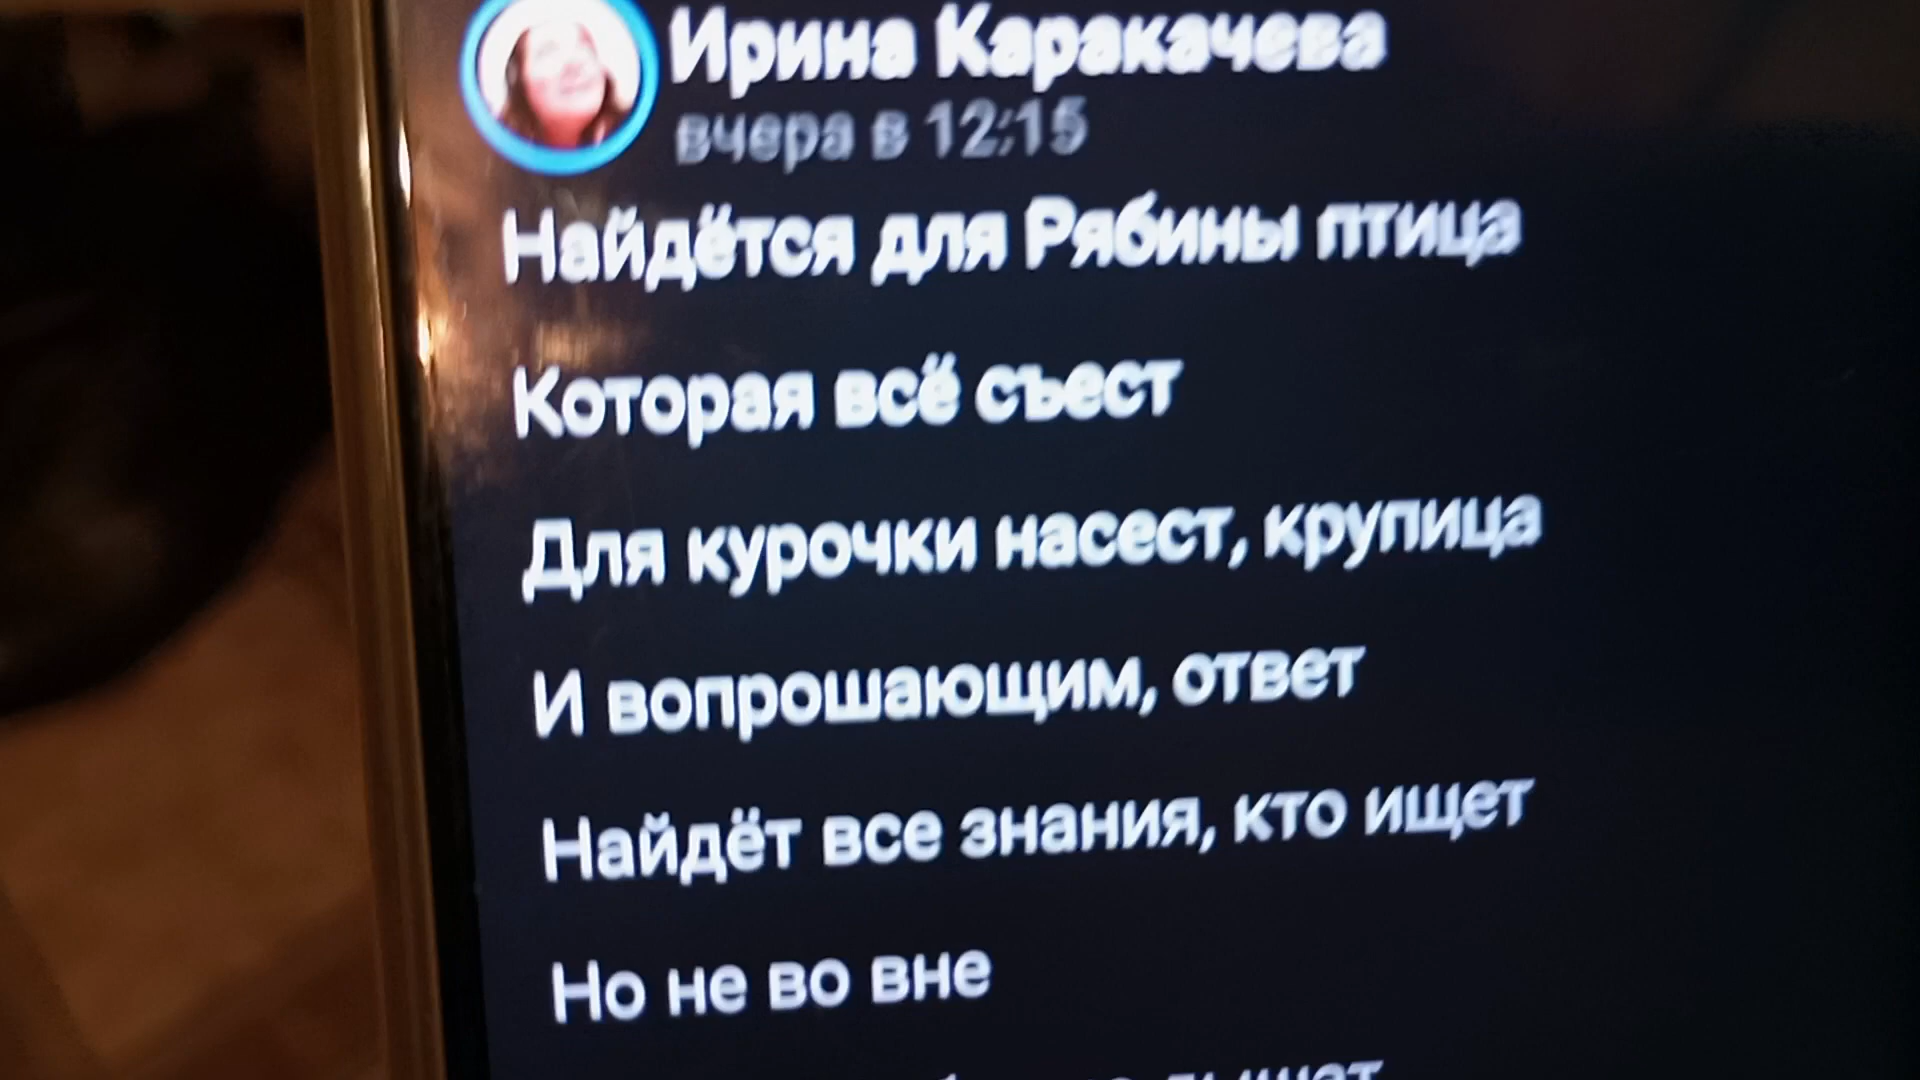 Ирина Каракачева
вчера в 12:15
Найдётся для Рябины птица
Которая всё съест
Для курочки насест, крупица
И вопрошающим, ответ
Найдёт все знания, кто ищет
Но не во вне